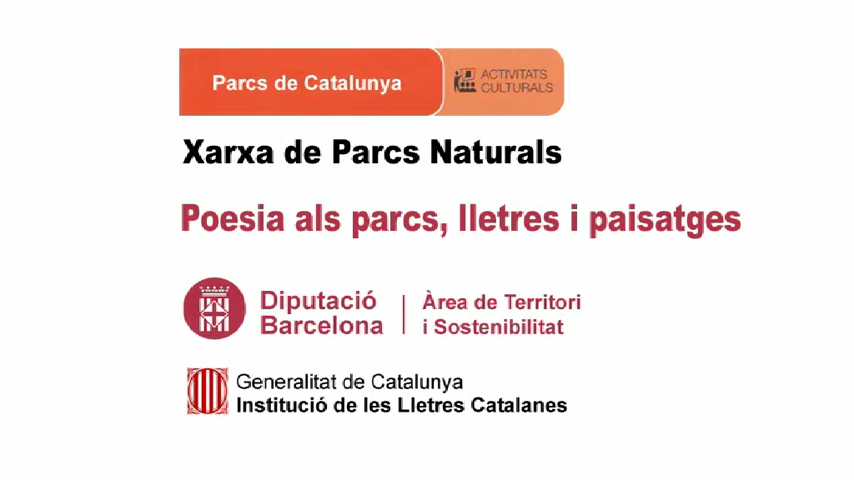 Parcs de Catalunya
ACTIVITATS
CULTURALS
Xarxa de Parcs Naturals
Poesia als parcs, lletres i paisatges
Diputació
Barcelona
Àrea de Territori
i Sostenibilitat
Generalitat de Catalunya
Institució de les Lletres Catalanes